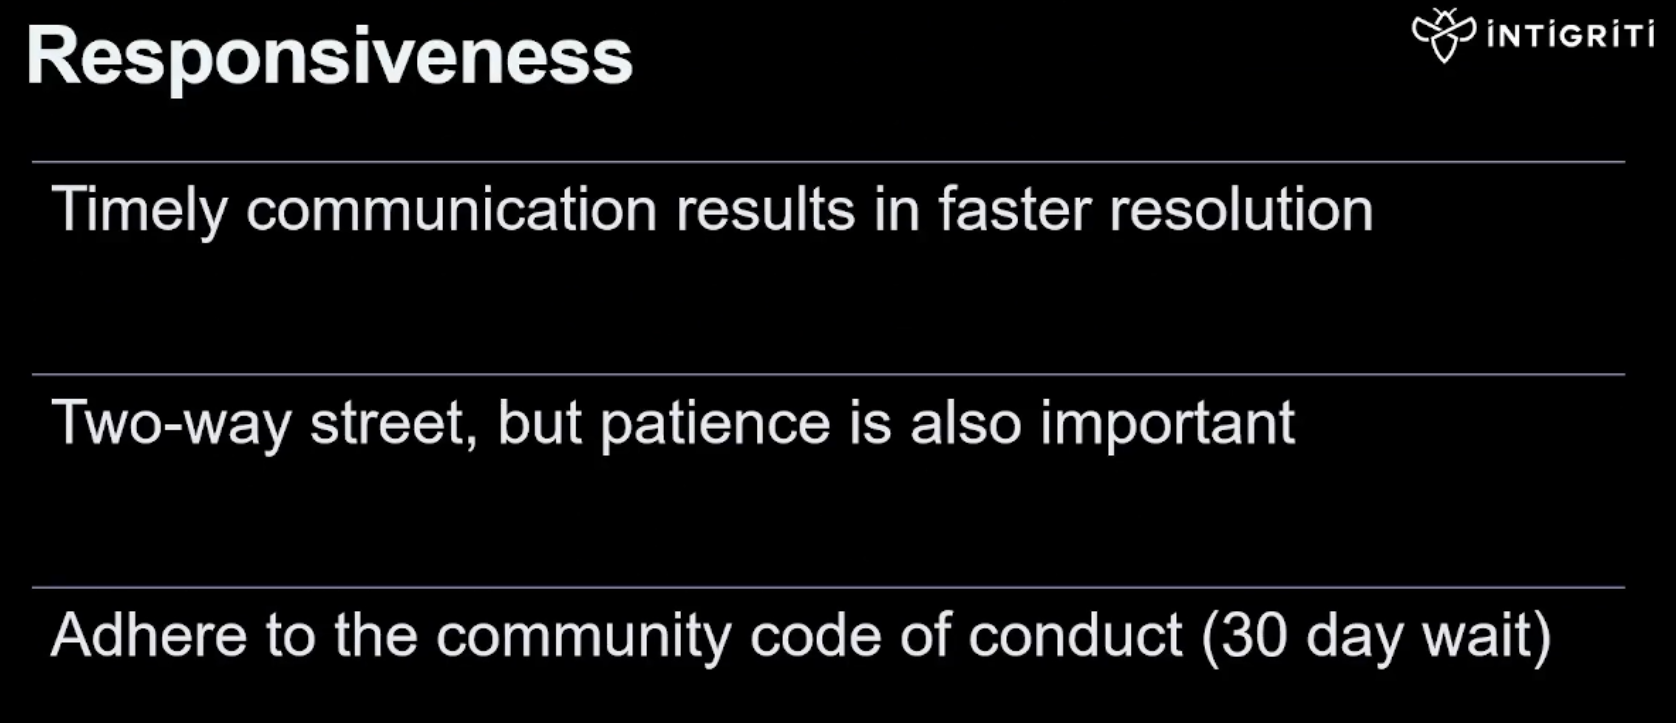 Responsiveness
iNTiGRiTi
Timely communication results in faster resolution
Two-way street, but patience is also important
Adhere to the community code of conduct (30 day wait)